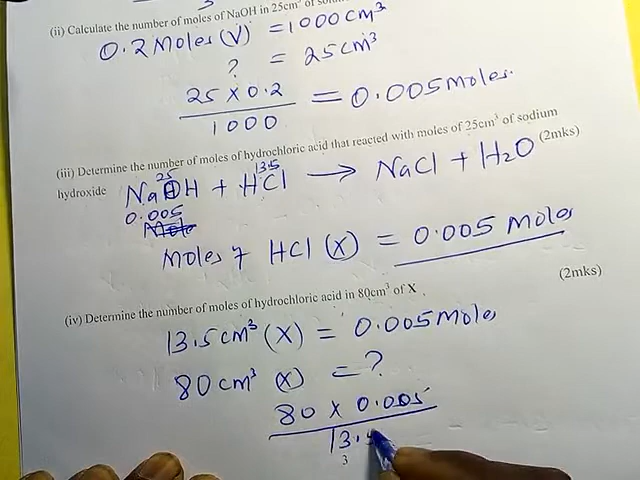 (ii) Calculate the number of moles of NaOH in 25cm³ of
0.2 Moles (V) = 1000 cm³
? = 25 cm³
25 x 0.2
1000
= 0.005 moles.
(iii) Determine the number of moles of hydrochloric acid that reacted with moles of 25cm³ of sodium
hydroxide
(2mks)
25 13.5
NaOH + HCl → NaCl + H₂O
0.005
Mole
Moles of HCl (X) = 0.005 Moles
(2mks)
(iv) Determine the number of moles of hydrochloric acid in 80cm³ of X
13.5 cm³ (X) = 0.005 Moles
80 cm³ (X) = ?
80 x 0.005
13.5
3